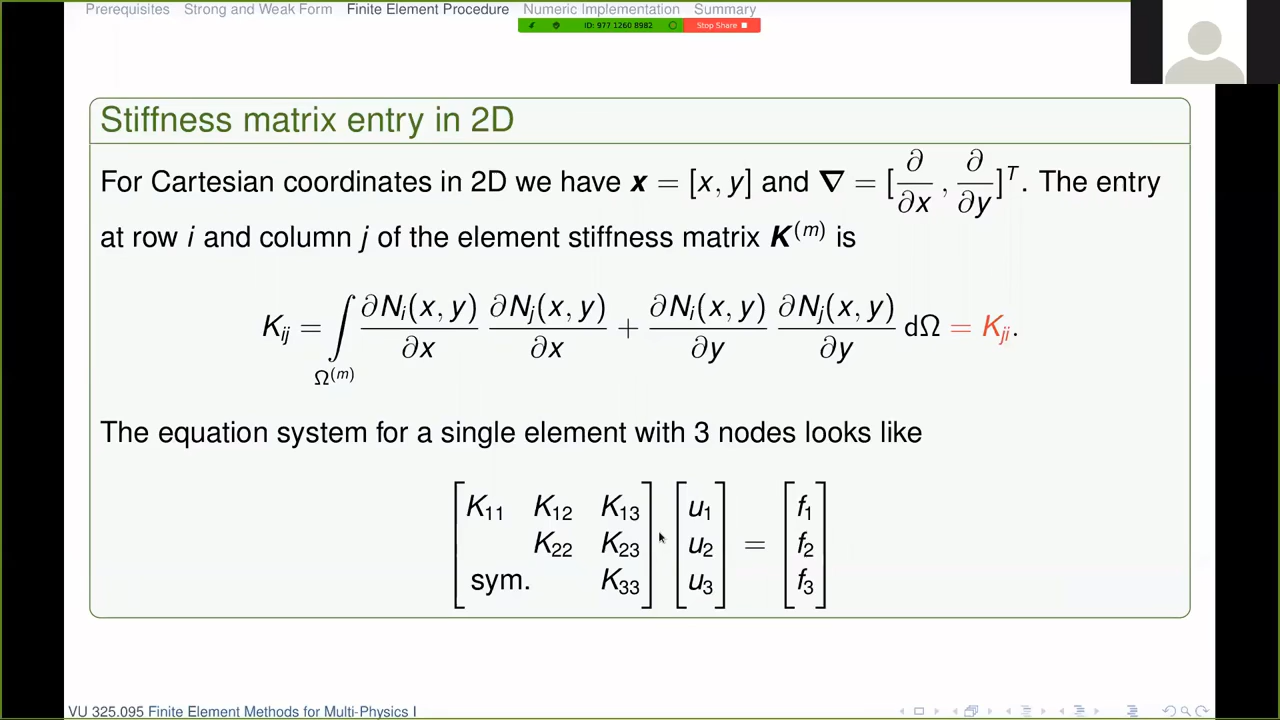 Prerequisites Strong and Weak Form Finite Element Procedure Numeric Implementation Summary
ID: 977 1260 8982 Stop Share
Stiffness matrix entry in 2D
For Cartesian coordinates in 2D we have x = [x, y] and ∇ = [∂/∂x, ∂/∂y]^T. The entry
at row i and column j of the element stiffness matrix K^(m) is
K_ij = ∫_Ω^(m) ∂N_i(x, y)/∂x ∂N_j(x, y)/∂x + ∂N_i(x, y)/∂y ∂N_j(x, y)/∂y dΩ = K_ji.
The equation system for a single element with 3 nodes looks like
K_11 K_12 K_13 u_1 f_1
K_22 K_23 · u_2 = f_2
sym. K_33 u_3 f_3
VU 325.095 Finite Element Methods for Multi-Physics I